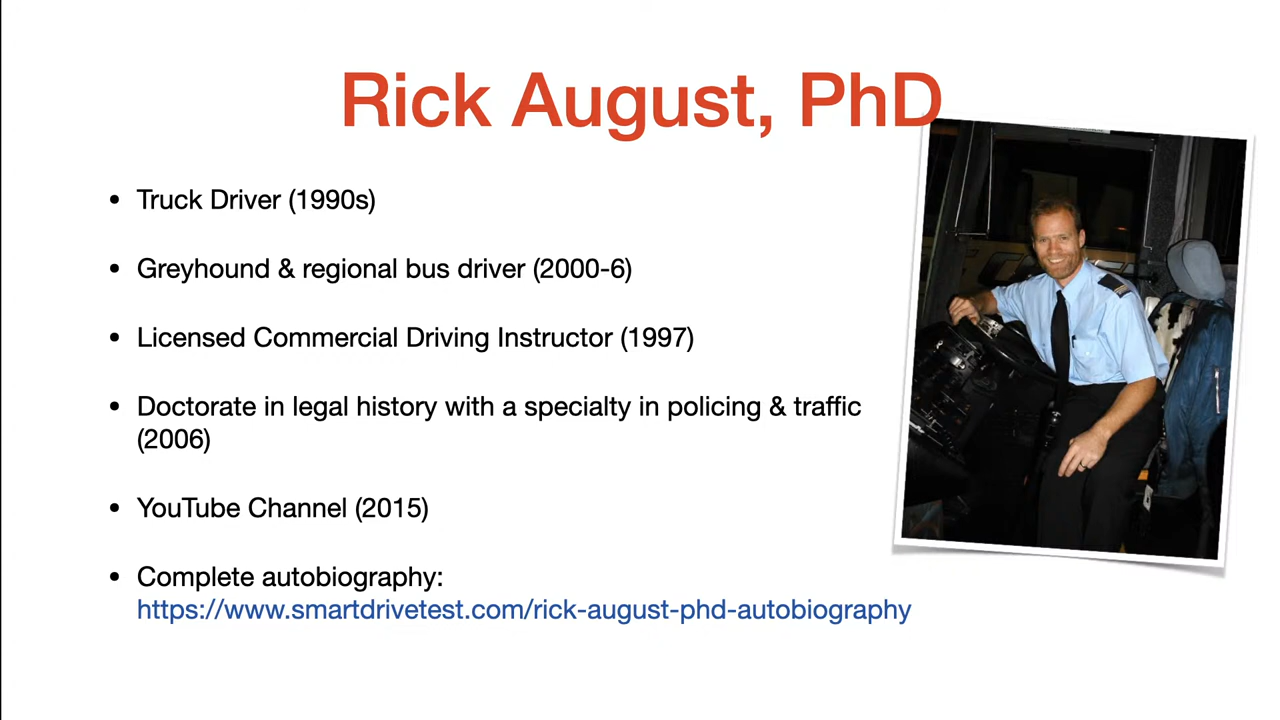 Rick August, PhD
• Truck Driver (1990s)
• Greyhound & regional bus driver (2000-6)
• Licensed Commercial Driving Instructor (1997)
• Doctorate in legal history with a specialty in policing & traffic
(2006)
• YouTube Channel (2015)
• Complete autobiography:
https://www.smartdrivetest.com/rick-august-phd-autobiography